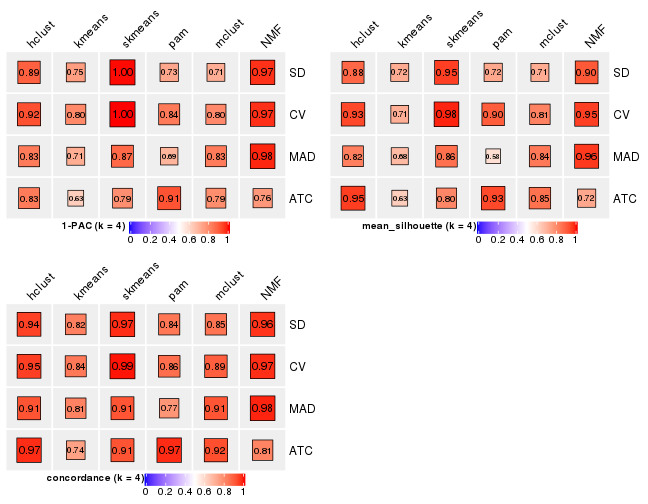 hclust kmeans skmeans pam mclust NMF
0.89 0.75 1.00 0.73 0.71 0.97 SD
0.92 0.80 1.00 0.84 0.80 0.97 CV
0.83 0.71 0.87 0.69 0.83 0.98 MAD
0.83 0.63 0.79 0.91 0.79 0.76 ATC
1-PAC (k = 4)
0 0.2 0.4 0.6 0.8 1
hclust kmeans skmeans pam mclust NMF
0.88 0.72 0.95 0.72 0.71 0.90 SD
0.93 0.71 0.98 0.90 0.81 0.95 CV
0.82 0.68 0.86 0.58 0.84 0.96 MAD
0.95 0.63 0.80 0.93 0.85 0.72 ATC
mean_silhouette (k = 4)
0 0.2 0.4 0.6 0.8 1
hclust kmeans skmeans pam mclust NMF
0.94 0.82 0.97 0.84 0.85 0.96 SD
0.95 0.84 0.99 0.86 0.89 0.97 CV
0.91 0.81 0.91 0.77 0.91 0.98 MAD
0.97 0.74 0.91 0.97 0.92 0.81 ATC
concordance (k = 4)
0 0.2 0.4 0.6 0.8 1